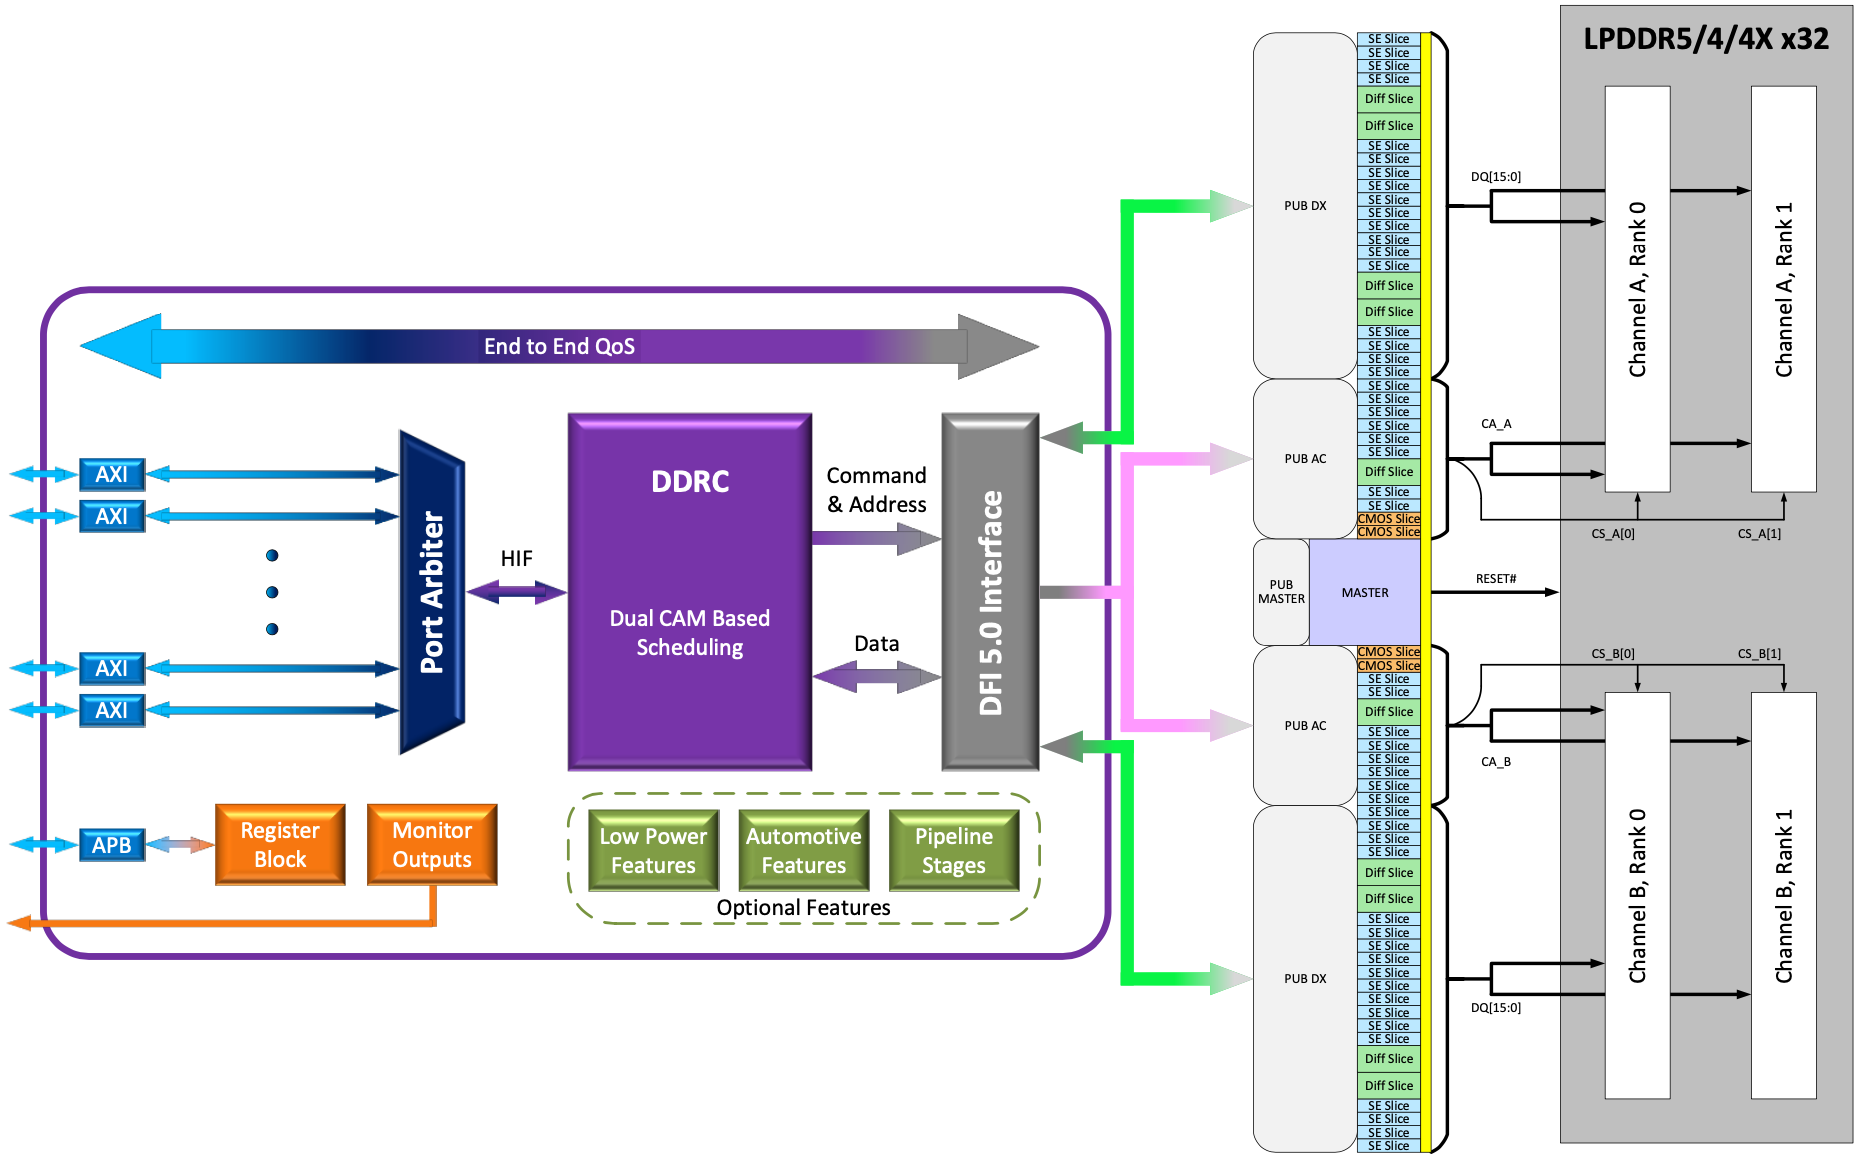 End to End QoS
AXI
AXI
AXI
AXI
Port Arbiter
HIF
DDRC
Dual CAM Based
Scheduling
Command
& Address
Data
DFI 5.0 Interface
APB
Register
Block
Monitor
Outputs
Low Power
Features
Automotive
Features
Pipeline
Stages
Optional Features
PUB DX
SE Slice
SE Slice
SE Slice
SE Slice
Diff Slice
Diff Slice
SE Slice
SE Slice
SE Slice
SE Slice
SE Slice
SE Slice
SE Slice
SE Slice
SE Slice
SE Slice
Diff Slice
Diff Slice
SE Slice
SE Slice
SE Slice
SE Slice
PUB AC
SE Slice
SE Slice
SE Slice
SE Slice
SE Slice
SE Slice
Diff Slice
SE Slice
SE Slice
CMOS Slice
CMOS Slice
PUB
MASTER
MASTER
PUB AC
CMOS Slice
CMOS Slice
SE Slice
SE Slice
Diff Slice
SE Slice
SE Slice
SE Slice
SE Slice
SE Slice
SE Slice
PUB DX
SE Slice
SE Slice
SE Slice
SE Slice
Diff Slice
Diff Slice
SE Slice
SE Slice
SE Slice
SE Slice
SE Slice
SE Slice
SE Slice
SE Slice
SE Slice
SE Slice
Diff Slice
Diff Slice
SE Slice
SE Slice
SE Slice
SE Slice
LPDDR5/4/4X x32
DQ[15:0]
Channel A, Rank 0
Channel A, Rank 1
CA_A
CS_A[0]
CS_A[1]
RESET#
CS_B[0]
CS_B[1]
CA_B
Channel B, Rank 0
Channel B, Rank 1
DQ[15:0]